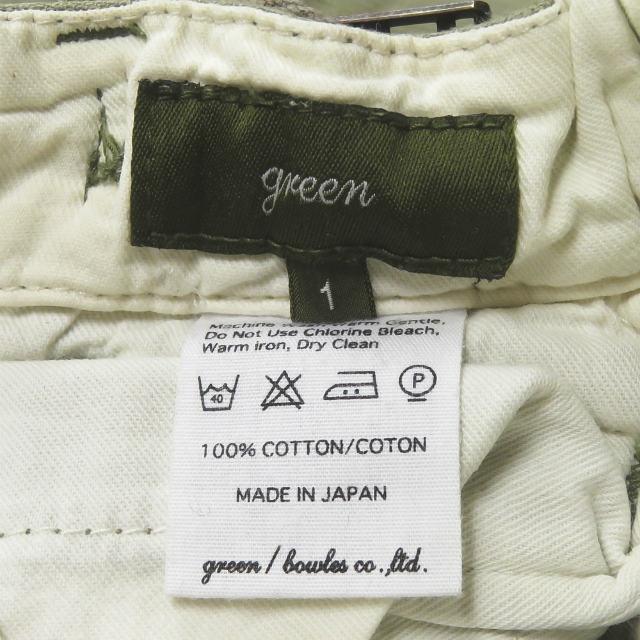 green
1
Machine Gentle,
Do Not Use Chlorine Bleach,
Warm iron, Dry Clean
40 P
100% COTTON/COTON
MADE IN JAPAN
green / bowles co.,ltd.